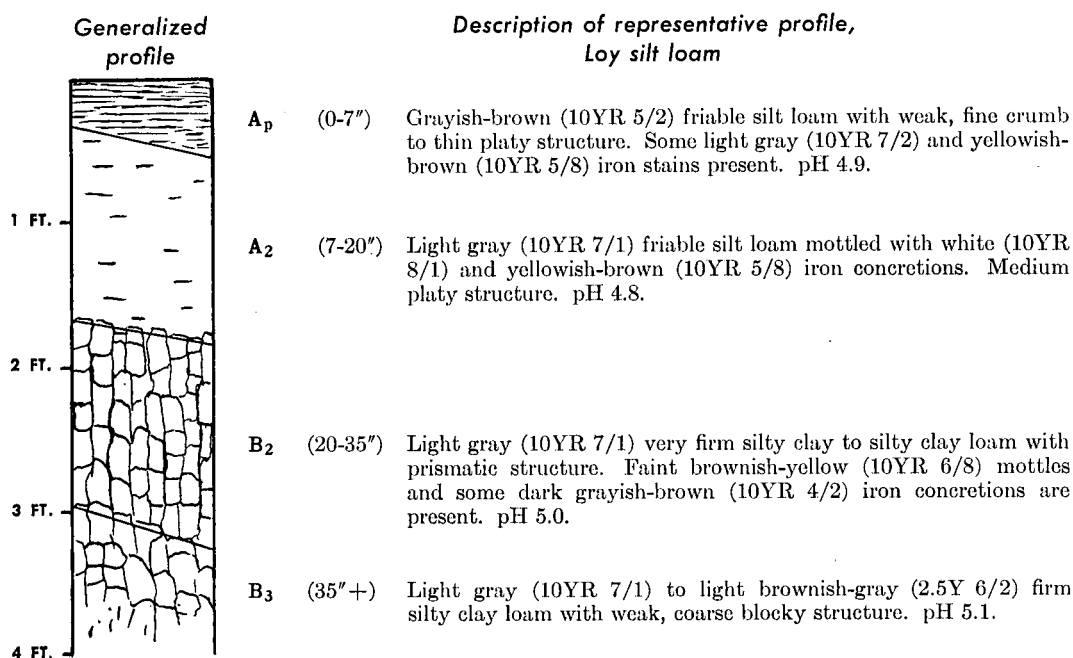 Generalized
profile
Description of representative profile,
Loy silt loam
Ap (0-7″) Grayish-brown (10YR 5/2) friable silt loam with weak, fine crumb
to thin platy structure. Some light gray (10YR 7/2) and yellowish-
brown (10YR 5/8) iron stains present. pH 4.9.
1 FT.
A2 (7-20″) Light gray (10YR 7/1) friable silt loam mottled with white (10YR
8/1) and yellowish-brown (10YR 5/8) iron concretions. Medium
platy structure. pH 4.8.
2 FT.
B2 (20-35″) Light gray (10YR 7/1) very firm silty clay to silty clay loam with
prismatic structure. Faint brownish-yellow (10YR 6/8) mottles
and some dark grayish-brown (10YR 4/2) iron concretions are
present. pH 5.0.
3 FT.
B3 (35″+) Light gray (10YR 7/1) to light brownish-gray (2.5Y 6/2) firm
silty clay loam with weak, coarse blocky structure. pH 5.1.
4 FT.